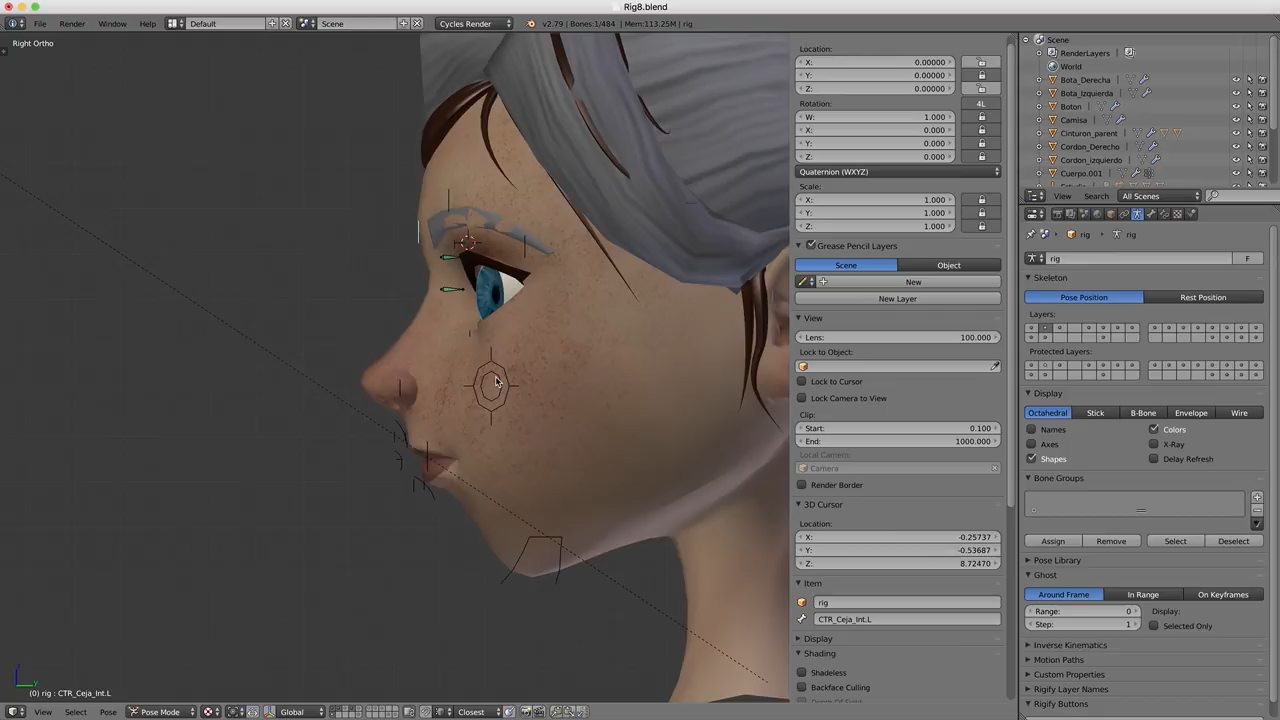 Rig8.blend
File Render Window Help Default Scene Cycles Render v2.79 | Bones:1/484 | Mem:113.25M | rig
Right Ortho
(0) rig : CTR_Ceja_Int.L
View Select Pose Pose Mode Global Closest
Location:
X: 0.00000
Y: 0.00000
Z: 0.00000
Rotation: 4L
W: 1.000
X: 0.000
Y: 0.000
Z: 0.000
Quaternion (WXYZ)
Scale:
X: 1.000
Y: 1.000
Z: 1.000
Grease Pencil Layers
Scene Object
New
New Layer
View
Lens: 100.000
Lock to Object:
Lock to Cursor
Lock Camera to View
Clip:
Start: 0.100
End: 1000.000
Local Camera:
Camera
Render Border
3D Cursor
Location:
X: -0.25737
Y: -0.53687
Z: 8.72470
Item
rig
CTR_Ceja_Int.L
Display
Shading
Shadeless
Backface Culling
Scene
RenderLayers
World
Bota_Derecha
Bota_Izquierda
Boton
Camisa
Cinturon_parent
Cordon_Derecho
Cordon_izquierdo
Cuerpo.001
View Search All Scenes
rig rig
rig F
Skeleton
Pose Position Rest Position
Layers:
Protected Layers:
Display
Octahedral Stick B-Bone Envelope Wire
Names Colors
Axes X-Ray
Shapes Delay Refresh
Bone Groups
Assign Remove Select Deselect
Pose Library
Ghost
Around Frame In Range On Keyframes
Range: 0 Display:
Step: 1 Selected Only
Inverse Kinematics
Motion Paths
Custom Properties
Rigify Layer Names
Rigify Buttons